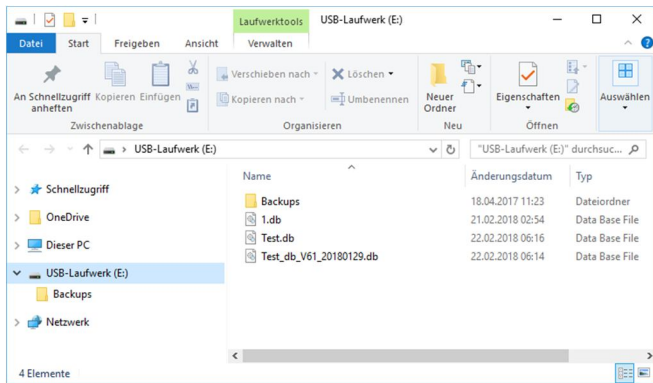 Laufwerktools USB-Laufwerk (E:)
Datei Start Freigeben Ansicht Verwalten
An Schnellzugriff anheften
Kopieren
Einfügen
Zwischenablage
Verschieben nach
Kopieren nach
Löschen
Umbenennen
Organisieren
Neuer Ordner
Neu
Eigenschaften
Öffnen
Auswählen
USB-Laufwerk (E:)
"USB-Laufwerk (E:)" durchsuc...
Schnellzugriff
OneDrive
Dieser PC
USB-Laufwerk (E:)
Backups
Netzwerk
Name Änderungsdatum Typ
Backups 18.04.2017 11:23 Dateiordner
1.db 21.02.2018 02:54 Data Base File
Test.db 22.02.2018 06:16 Data Base File
Test_db_V61_20180129.db 22.02.2018 06:14 Data Base File
4 Elemente